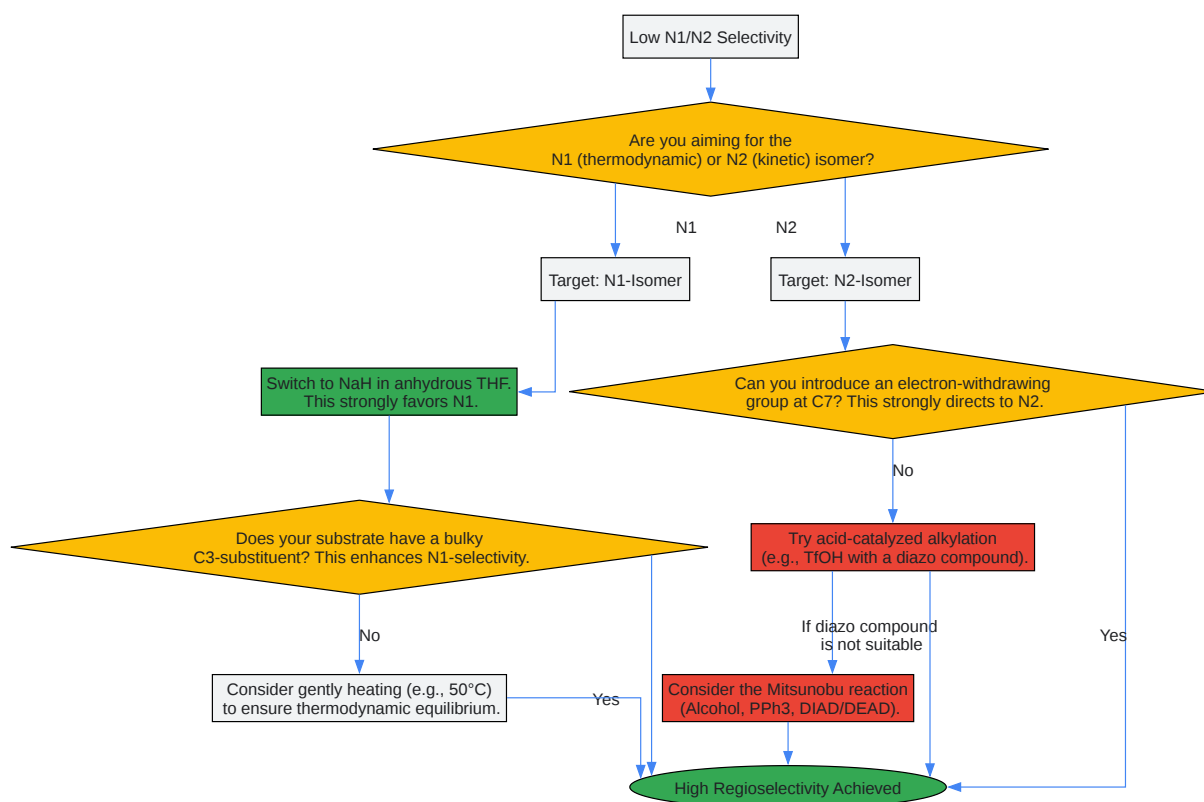 Low N1/N2 Selectivity
Are you aiming for the
N1 (thermodynamic) or N2 (kinetic) isomer?
N1
N2
Target: N1-Isomer
Target: N2-Isomer
Switch to NaH in anhydrous THF.
This strongly favors N1.
Can you introduce an electron-withdrawing
group at C7? This strongly directs to N2.
No
Does your substrate have a bulky
C3-substituent? This enhances N1-selectivity.
Try acid-catalyzed alkylation
(e.g., TfOH with a diazo compound).
No
If diazo compound
is not suitable
Yes
Consider gently heating (e.g., 50°C)
to ensure thermodynamic equilibrium.
Yes
Consider the Mitsunobu reaction
(Alcohol, PPh3, DIAD/DEAD).
High Regioselectivity Achieved